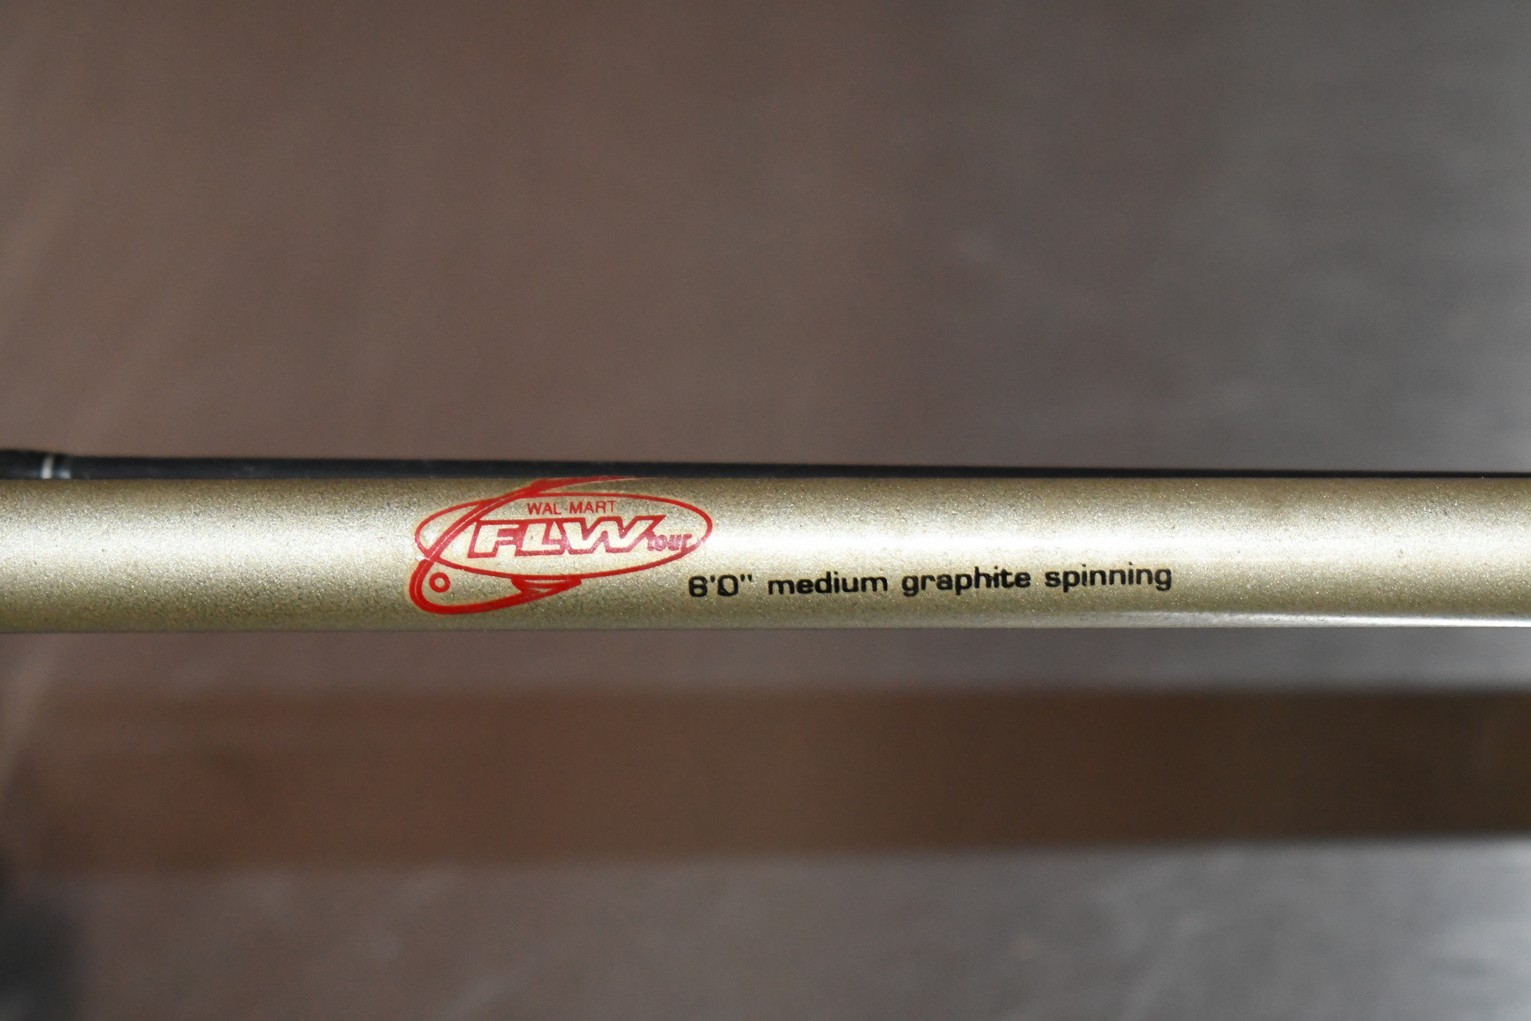 WAL-MART
FLW tour
6'0" medium graphite spinning